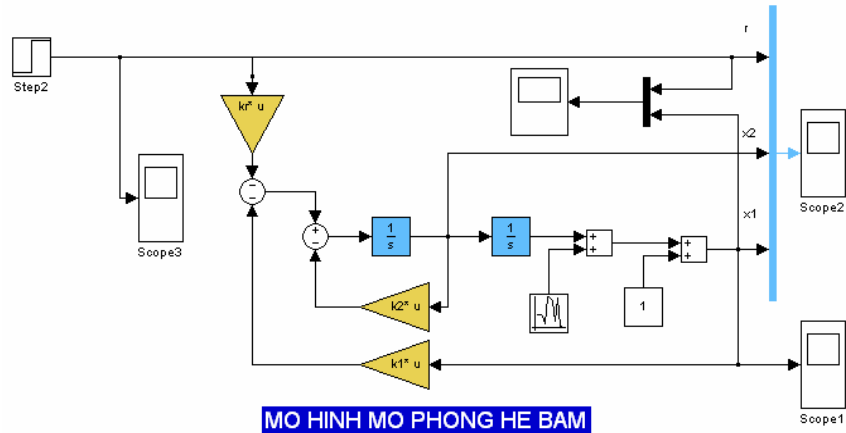 r
Step2
kr* u
x2
Scope2
x1
Scope3
1
s
1
s
k2* u
1
k1* u
Scope1
MO HINH MO PHONG HE BAM